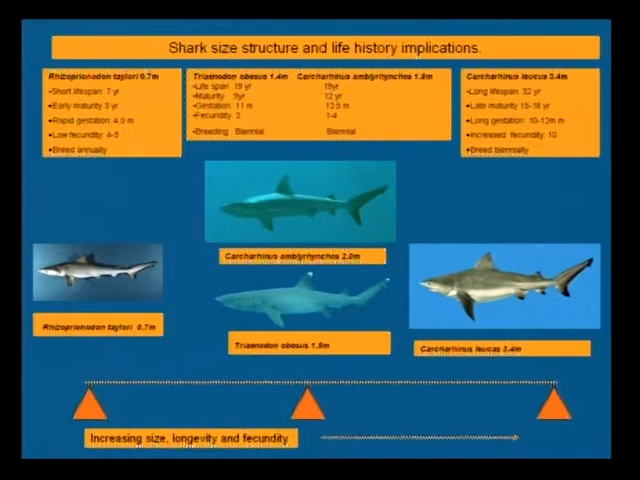 Shark size structure and life history implications.
Rhizoprionodon taylori 0.7m
•Short lifespan: 7 yr
•Early maturity 3 yr
•Rapid gestation: 4.5 m
•Low fecundity: 4-5
•Breed annually
Triaenodon obesus 1.4m Carcharhinus amblyrhynchos 1.8m
•Life span 19 yr 19yr
•Maturity 9yr 12 yr
•Gestation 11 m 12.5 m
•Fecundity 2 1-4
•Breeding Biennial Biennial
Carcharhinus leucas 3.4m
•Long lifespan: 32 yr
•Late maturity 15-18 yr
•Long gestation: 10-12m m
•Increased fecundity: 10
•Breed biennially
Carcharhinus amblyrhynchos 2.0m
Rhizoprionodon taylori 0.7m
Triaenodon obesus 1.5m
Carcharhinus leucas 3.4m
Increasing size, longevity and fecundity